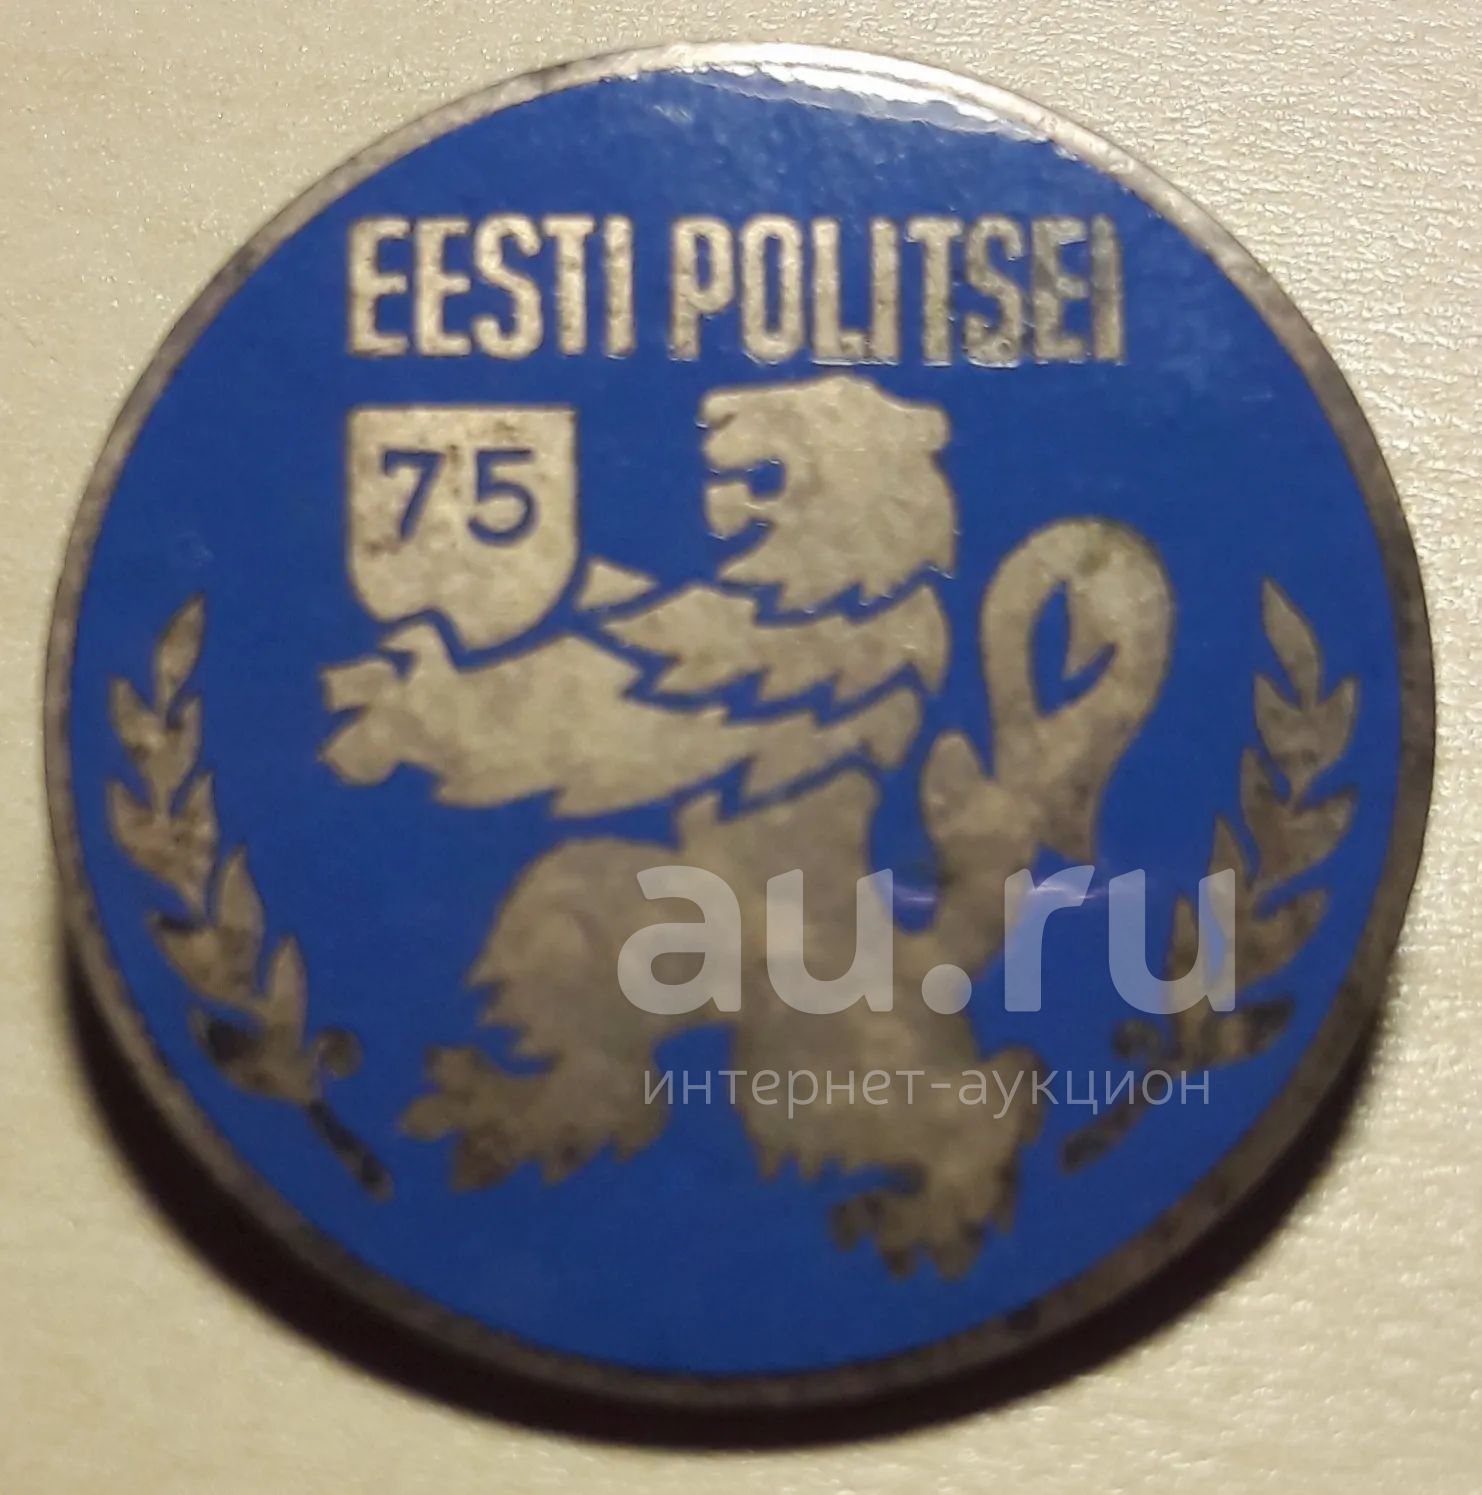 EESTI POLITSEI
75
au.ru
интернет-аукцион